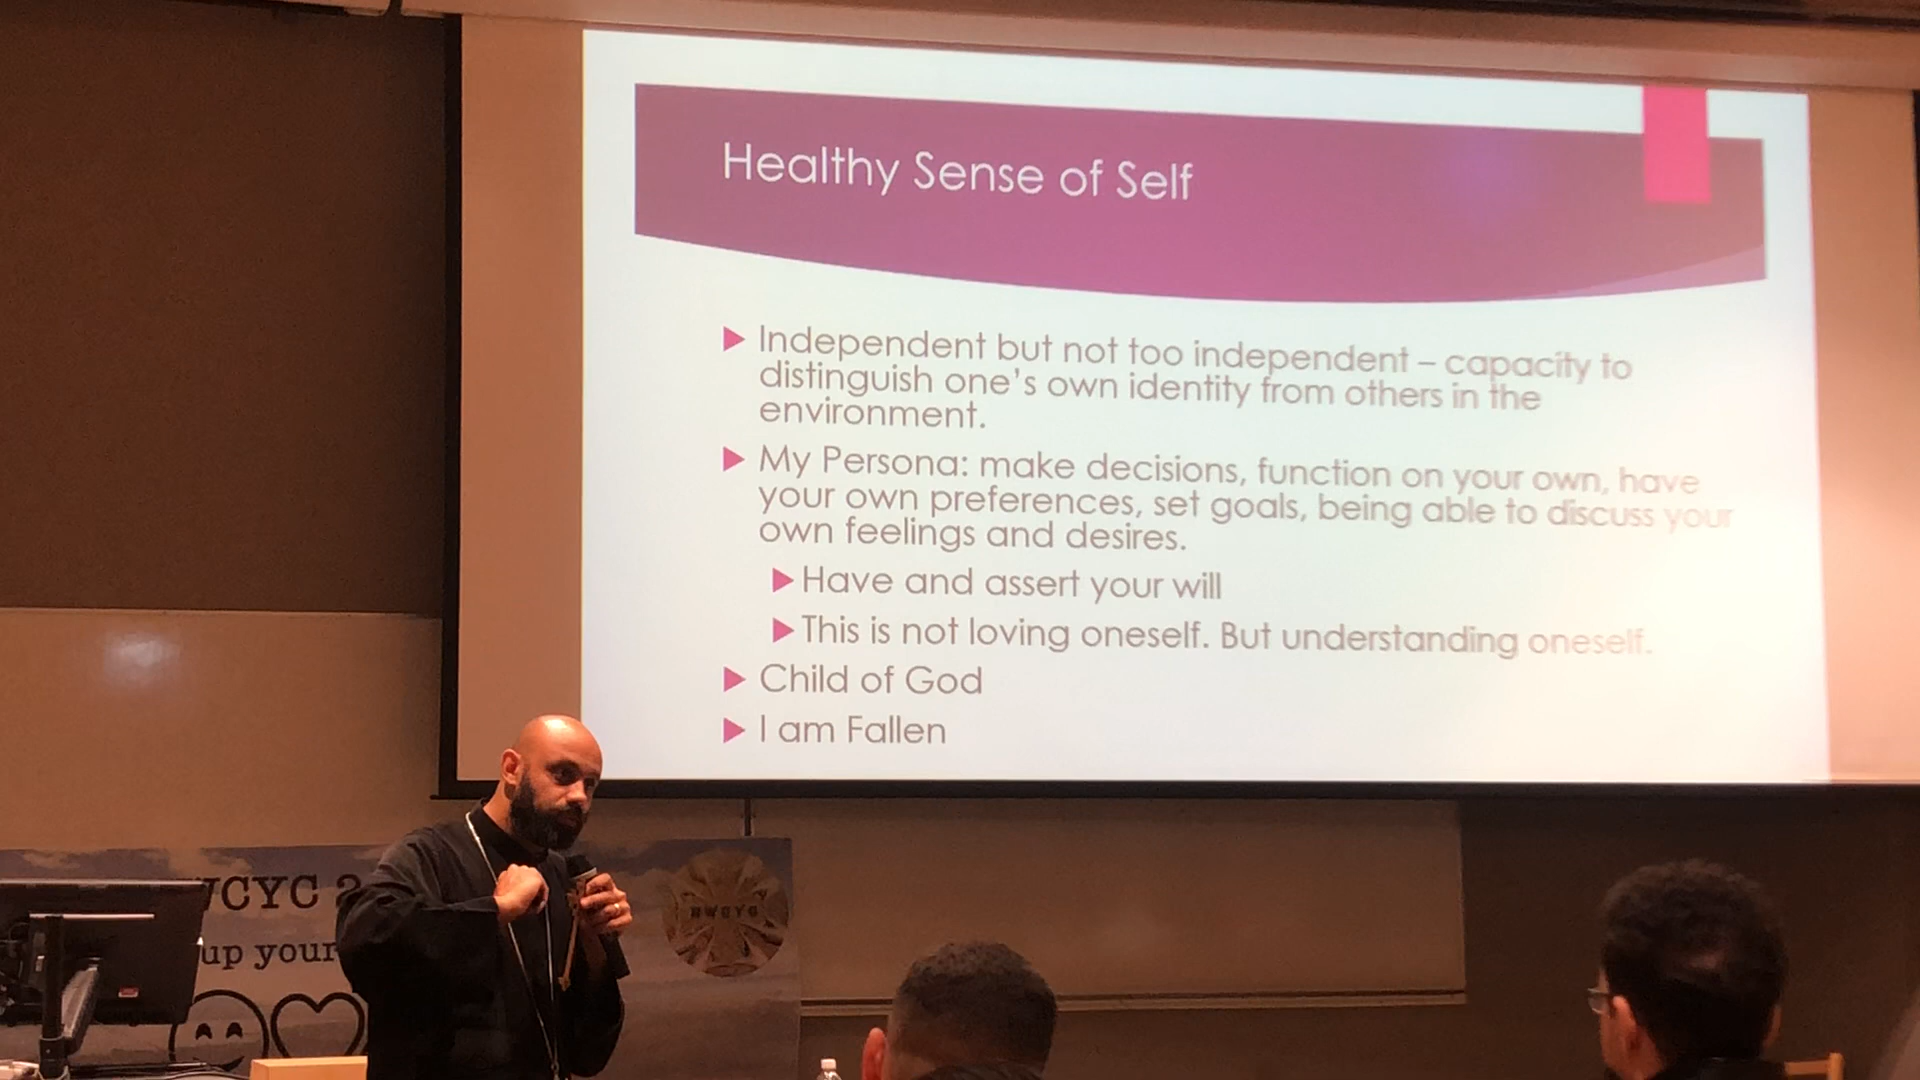 Healthy Sense of Self
Independent but not too independent – capacity to
distinguish one's own identity from others in the
environment.
My Persona: make decisions, function on your own, have
your own preferences, set goals, being able to discuss your
own feelings and desires.
Have and assert your will
This is not loving oneself. But understanding oneself.
Child of God
I am Fallen
up your
NWCYC